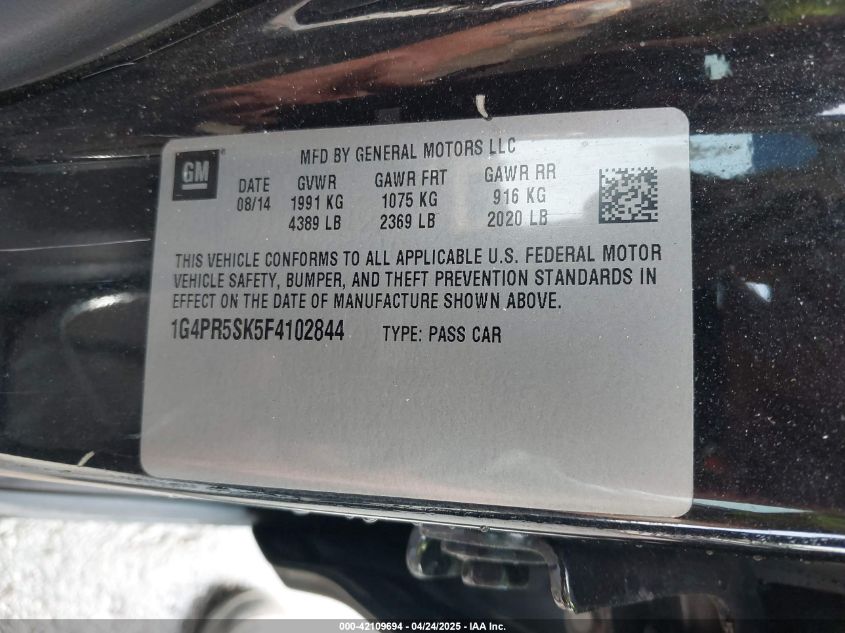 GM
MFD BY GENERAL MOTORS LLC
DATE GVWR GAWR FRT GAWR RR
08/14 1991 KG 1075 KG 916 KG
4389 LB 2369 LB 2020 LB
THIS VEHICLE CONFORMS TO ALL APPLICABLE U.S. FEDERAL MOTOR
VEHICLE SAFETY, BUMPER, AND THEFT PREVENTION STANDARDS IN
EFFECT ON THE DATE OF MANUFACTURE SHOWN ABOVE.
1G4PR5SK5F4102844 TYPE: PASS CAR
000-42109694 - 04/24/2025 - IAA Inc.